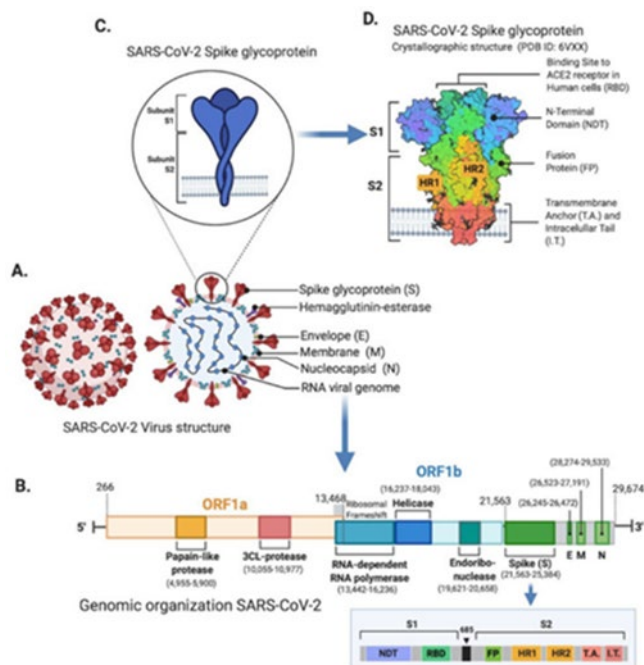 C.
SARS-CoV-2 Spike glycoprotein
Subunit
S1
Subunit
S2
D.
SARS-CoV-2 Spike glycoprotein
Crystallographic structure (PDB ID: 6VXX)
Binding Site to
ACE2 receptor in
Human cells (RBD)
N-Terminal
Domain (NDT)
Fusion
Protein (FP)
Transmembrane
Anchor (T.A.) and
Intracelullar Tail
(I.T.)
S1
S2
HR1
HR2
A.
Spike glycoprotein (S)
Hemagglutinin-esterase
Envelope (E)
Membrane (M)
Nucleocapsid (N)
RNA viral genome
SARS-CoV-2 Virus structure
B.
266
ORF1a
13,468
Ribosomal
Frameshift
(16,237-18,043)
Helicase
ORF1b
21,563
(26,245-26,472)
(26,523-27,191)
(28,274-29,533)
29,674
5'
3'
Papain-like
protease
(4,955-5,900)
3CL-protease
(10,055-10,977)
RNA-dependent
RNA polymerase
(13,442-16,236)
Endoribo-
nuclease
(19,621-20,658)
Spike (S)
(21,563-25,384)
E M N
Genomic organization SARS-CoV-2
S1
685
S2
NDT RBD FP HR1 HR2 T.A. I.T.